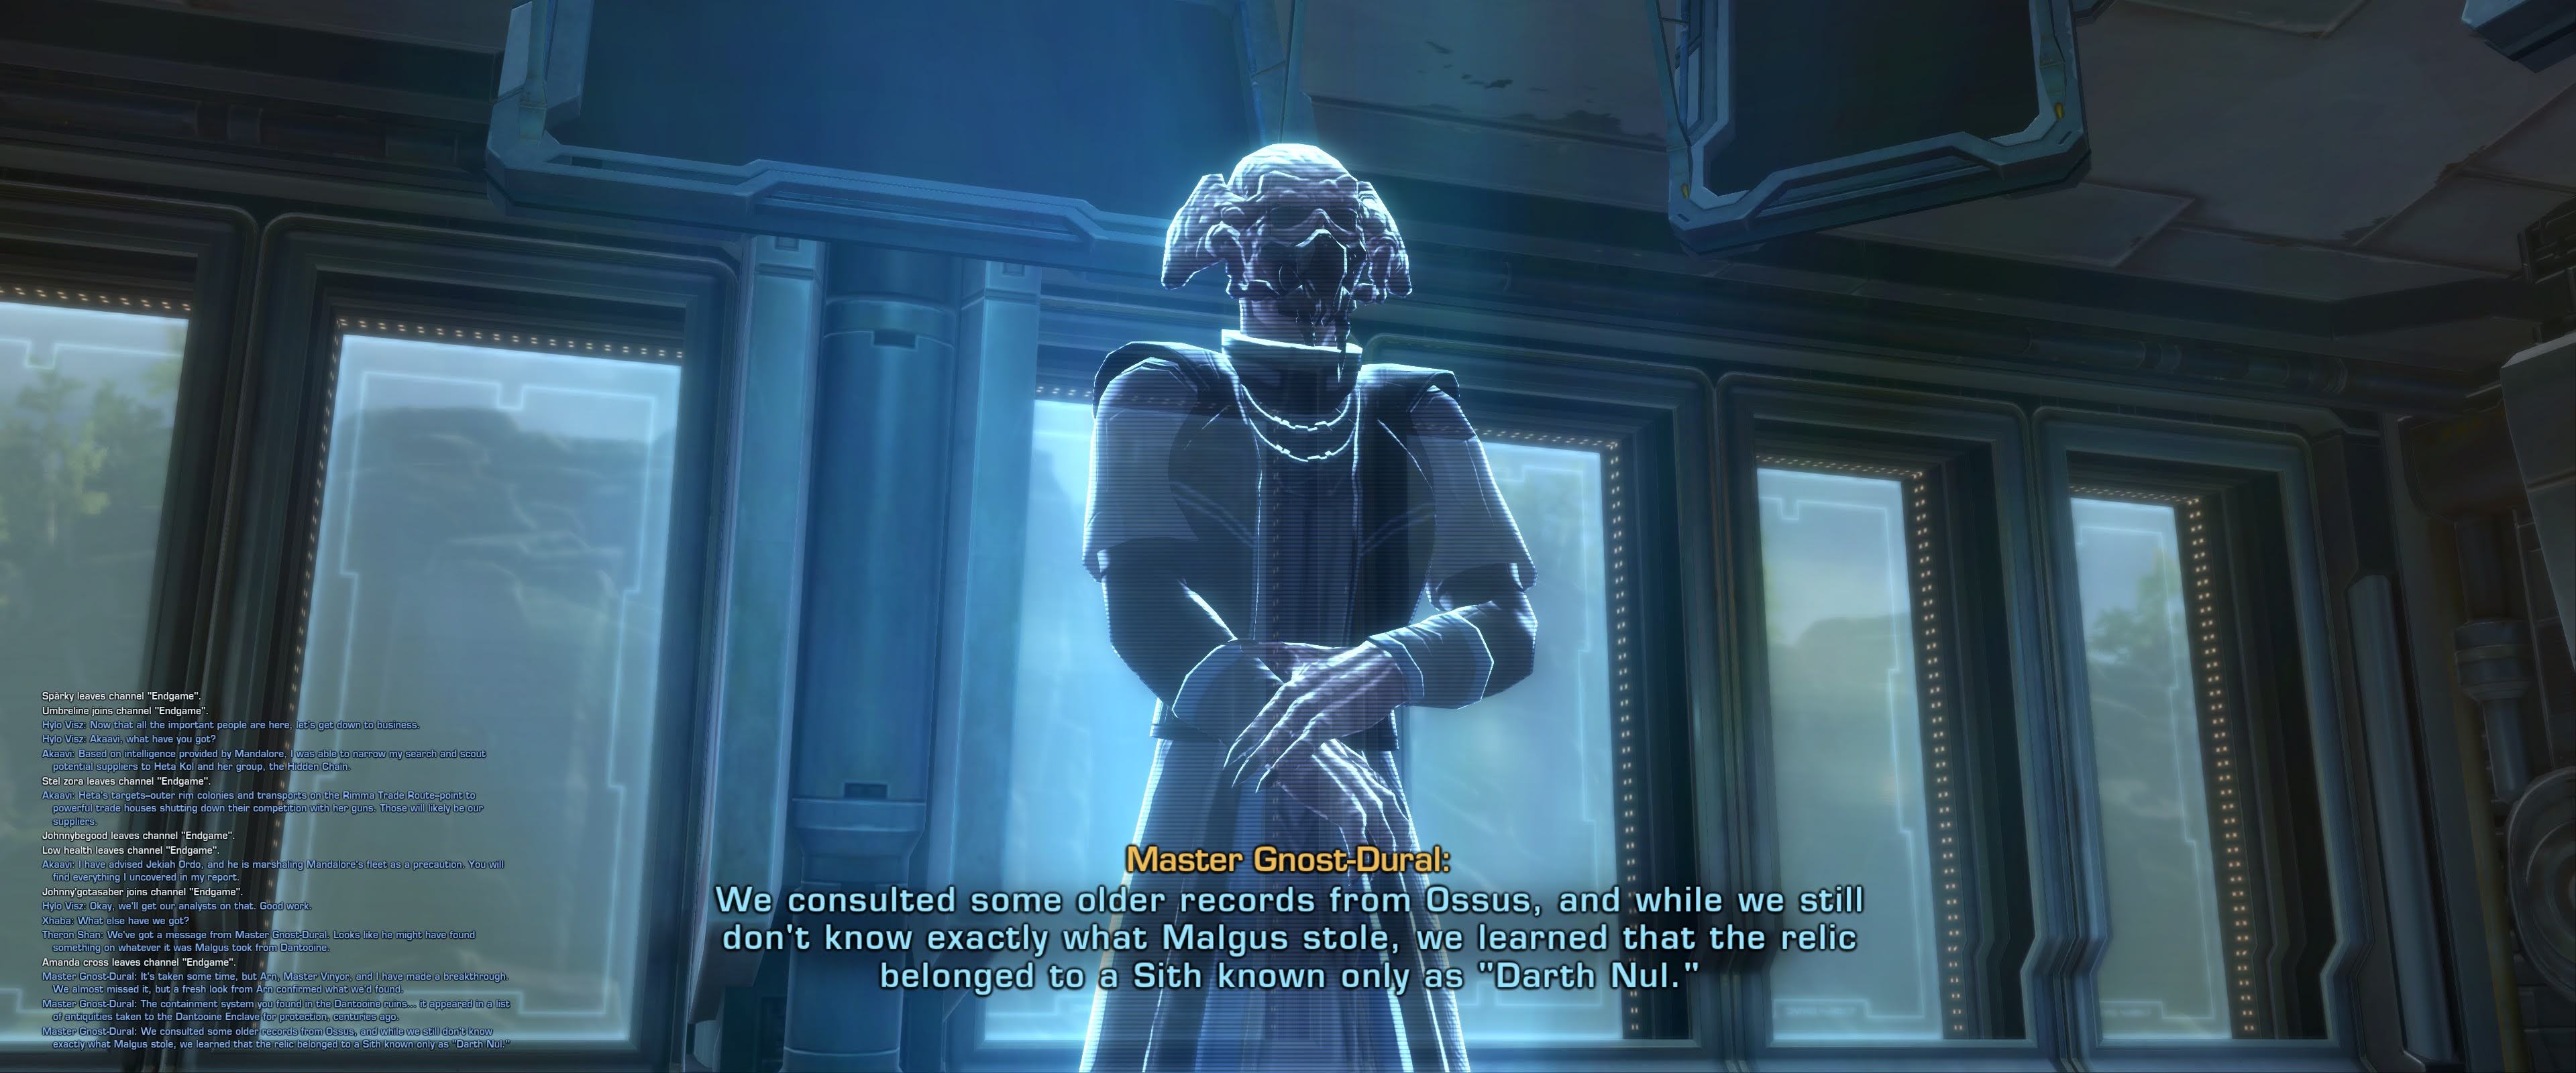 Spârky leaves channel "Endgame".
Umbreline joins channel "Endgame".
Hylo Visz: Now that all the important people are here, let's get down to business.
Hylo Visz: Akaavi, what have you got?
Akaavi: Based on intelligence provided by Mandalore, I was able to narrow my search and scout
potential suppliers to Heta Kol and her group, the Hidden Chain.
Stel zora leaves channel "Endgame".
Akaavi: Heta's targets–outer rim colonies and transports on the Rimma Trade Route–point to
powerful trade houses shutting down their competition with her guns. Those will likely be our
suppliers.
Johnnybegood leaves channel "Endgame".
Low health leaves channel "Endgame".
Akaavi: I have advised Jekiah Ordo, and he is marshaling Mandalore's fleet as a precaution. You will
find everything I uncovered in my report.
Johnny'gotasaber joins channel "Endgame".
Hylo Visz: Okay, we'll get our analysts on that. Good work.
Xhaba: What else have we got?
Theron Shan: We've got a message from Master Gnost-Dural. Looks like he might have found
something on whatever it was Malgus took from Dantooine.
Amanda cross leaves channel "Endgame".
Master Gnost-Dural: It's taken some time, but Arn, Master Vinyor, and I have made a breakthrough.
We almost missed it, but a fresh look from Arn confirmed what we'd found.
Master Gnost-Dural: The containment system you found in the Dantooine ruins... it appeared in a list
of antiquities taken to the Dantooine Enclave for protection, centuries ago.
Master Gnost-Dural: We consulted some older records from Ossus, and while we still don't know
exactly what Malgus stole, we learned that the relic belonged to a Sith known only as "Darth Nul."
Master Gnost-Dural:
We consulted some older records from Ossus, and while we still
don't know exactly what Malgus stole, we learned that the relic
belonged to a Sith known only as "Darth Nul."